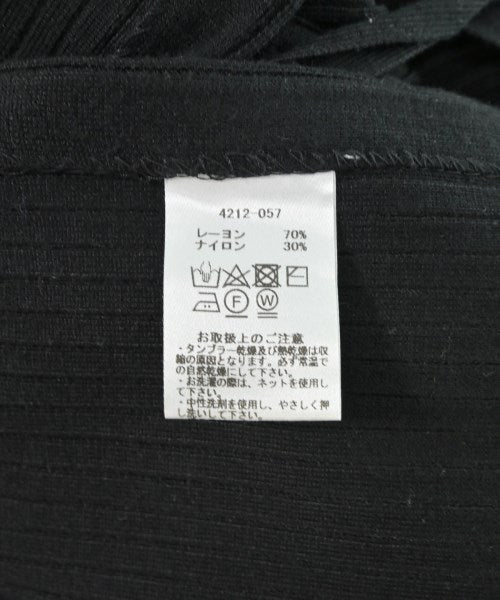 4212-057
レーヨン 70%
ナイロン 30%
F W
お取扱上のご注意
・タンブラー乾燥及び熱乾燥は収
縮の原因となります。必ず常温で
の自然乾燥にして下さい。
・お洗濯の際は、ネットを使用し
て下さい。
・中性洗剤を使用し、やさしく押
し洗いして下さい。